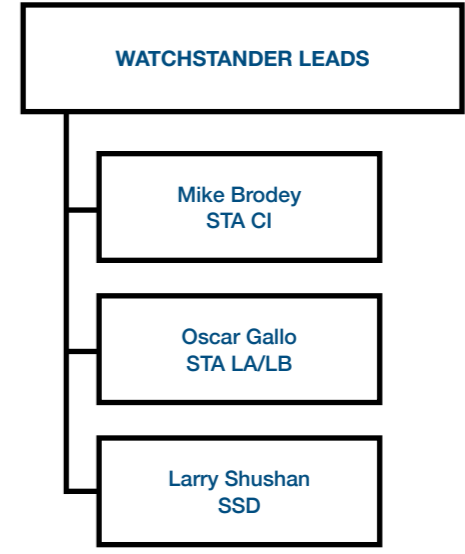 WATCHSTANDER LEADS
Mike Brodey
STA CI
Oscar Gallo
STA LA/LB
Larry Shushan
SSD